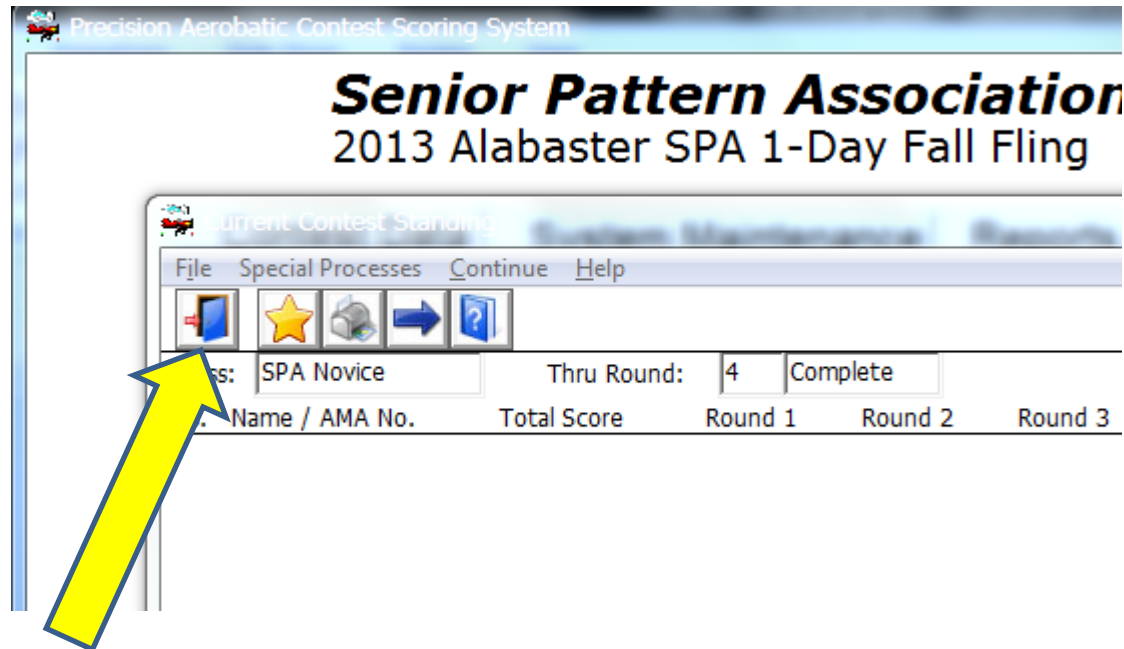 Precision Aerobatic Contest Scoring System
Senior Pattern Association
2013 Alabaster SPA 1-Day Fall Fling
Current Contest Standing
System Maintenance Reports
File Special Processes Continue Help
SPA Novice Thru Round: 4 Complete
Name / AMA No. Total Score Round 1 Round 2 Round 3